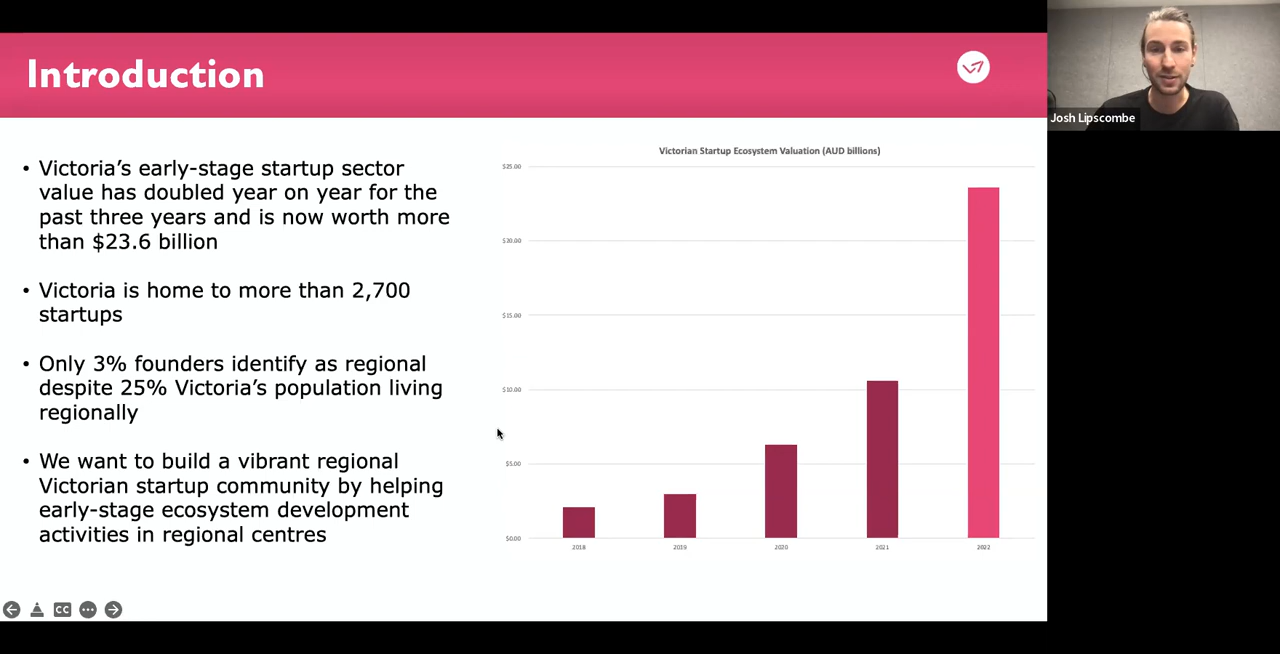 Introduction
Josh Lipscombe
• Victoria’s early-stage startup sector
value has doubled year on year for the
past three years and is now worth more
than $23.6 billion
• Victoria is home to more than 2,700
startups
• Only 3% founders identify as regional
despite 25% Victoria’s population living
regionally
• We want to build a vibrant regional
Victorian startup community by helping
early-stage ecosystem development
activities in regional centres
Victorian Startup Ecosystem Valuation (AUD billions)
$25.00
$20.00
$15.00
$10.00
$5.00
$0.00
2018 2019 2020 2021 2022
CC